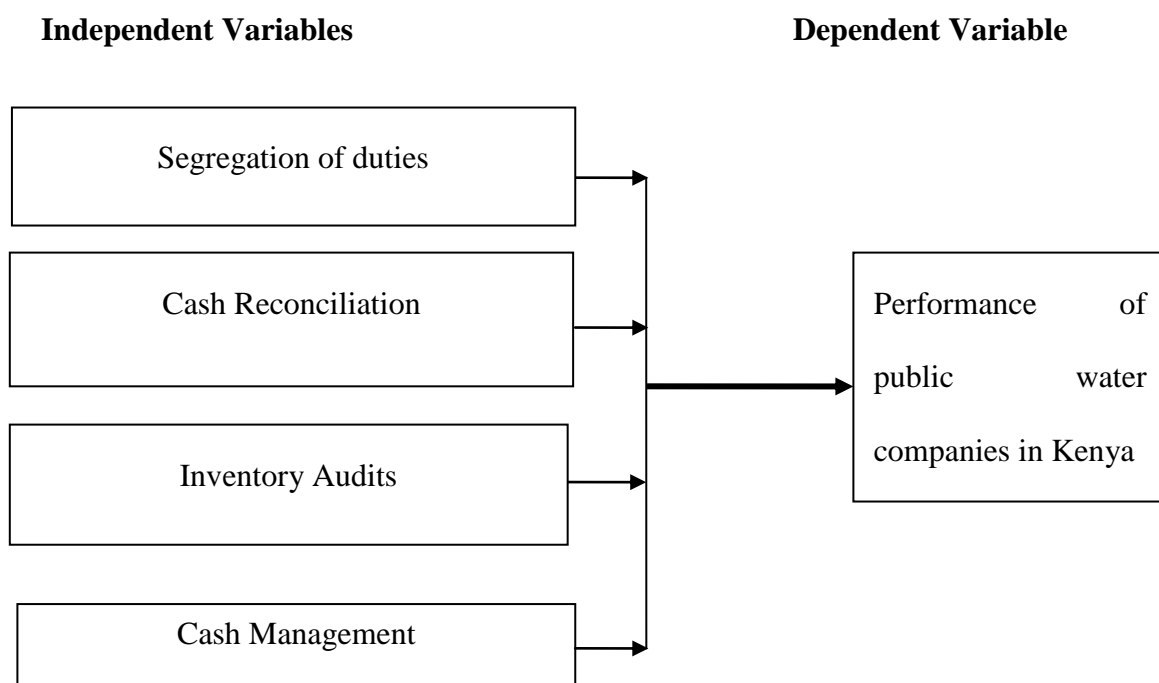 Independent Variables
Dependent Variable
Segregation of duties
Cash Reconciliation
Inventory Audits
Cash Management
Performance of
public water
companies in Kenya